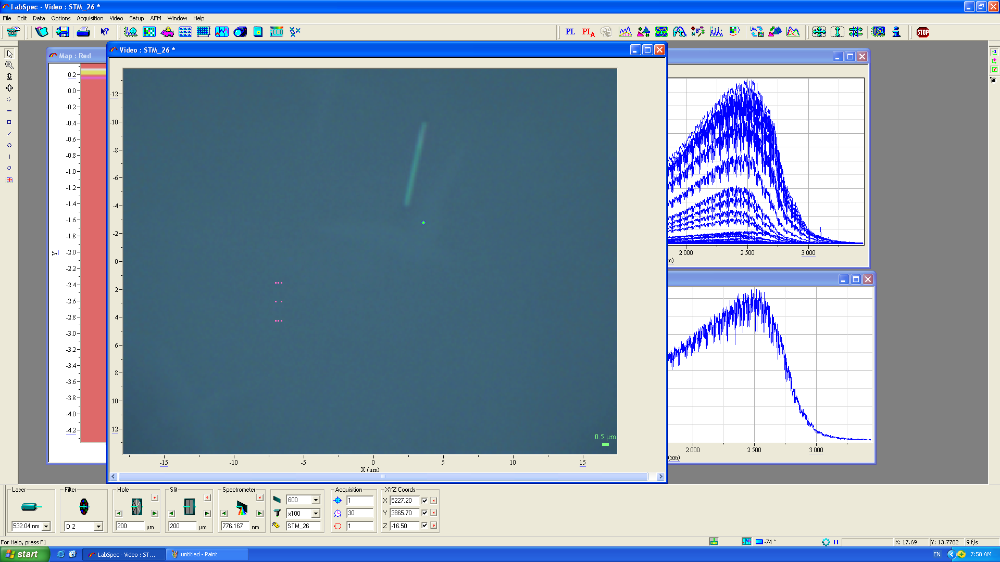 LabSpec - Video : STM_26 *
File Edit Data Options Acquisition Video Setup AFM Window Help
PL PLA STOP
Map : Red
Video : STM_26 *
0.2
0.0
-0.2
-0.4
-0.6
-0.8
-1.0
-1.2
-1.4
-1.6
-1.8
-2.0
-2.2
-2.4
-2.6
-2.8
-3.0
-3.2
-3.4
-3.6
-3.8
-4.0
-4.2
Y
-12
-10
-8
-6
-4
-2
0
2
4
6
8
10
12
0.5 µm
-15 -10 -5 0 5 10 15
X (µm)
2 000 2 500 3 000
m)
2 000 2 500 3 000
(nm)
Laser Filter Hole Slit Spectrometer Acquisition XYZ Coords
600 1 X 5227.20
x100 30 Y 3865.70
532.04 nm D 2 200 µm 200 µm 776.167 nm STM_26 1 Z -16.50
For Help, press F1 -74 ° X: 17.69 Y: 13.7782 9 f/s
start LabSpec - Video : ST... untitled - Paint EN 7:58 AM